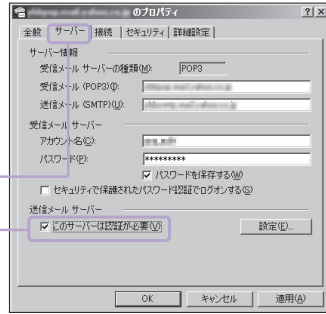 のプロパティ
全般 サーバー 接続 セキュリティ 詳細設定
サーバー情報
受信メール サーバーの種類(M): POP3
受信メール (POP3)(I):
送信メール (SMTP)(U):
受信メール サーバー
アカウント名(C):
パスワード(P): *********
パスワードを保存する(W)
セキュリティで保護されたパスワード認証でログオンする(S)
送信メール サーバー
このサーバーは認証が必要(V) 設定(E)...
OK キャンセル 適用(A)